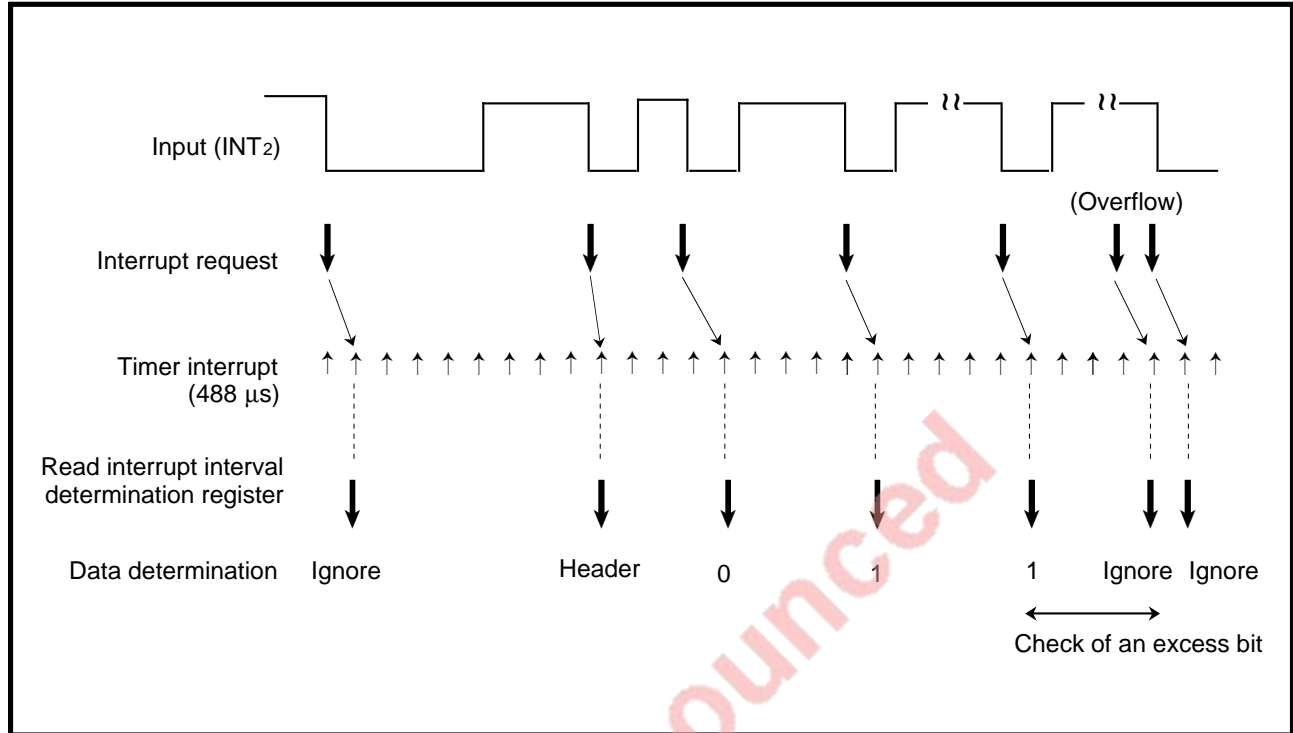 Input (INT2)
(Overflow)
Interrupt request
Timer interrupt
(488 μs)
Read interrupt interval
determination register
Data determination Ignore Header 0 1 1 Ignore Ignore
Check of an excess bit